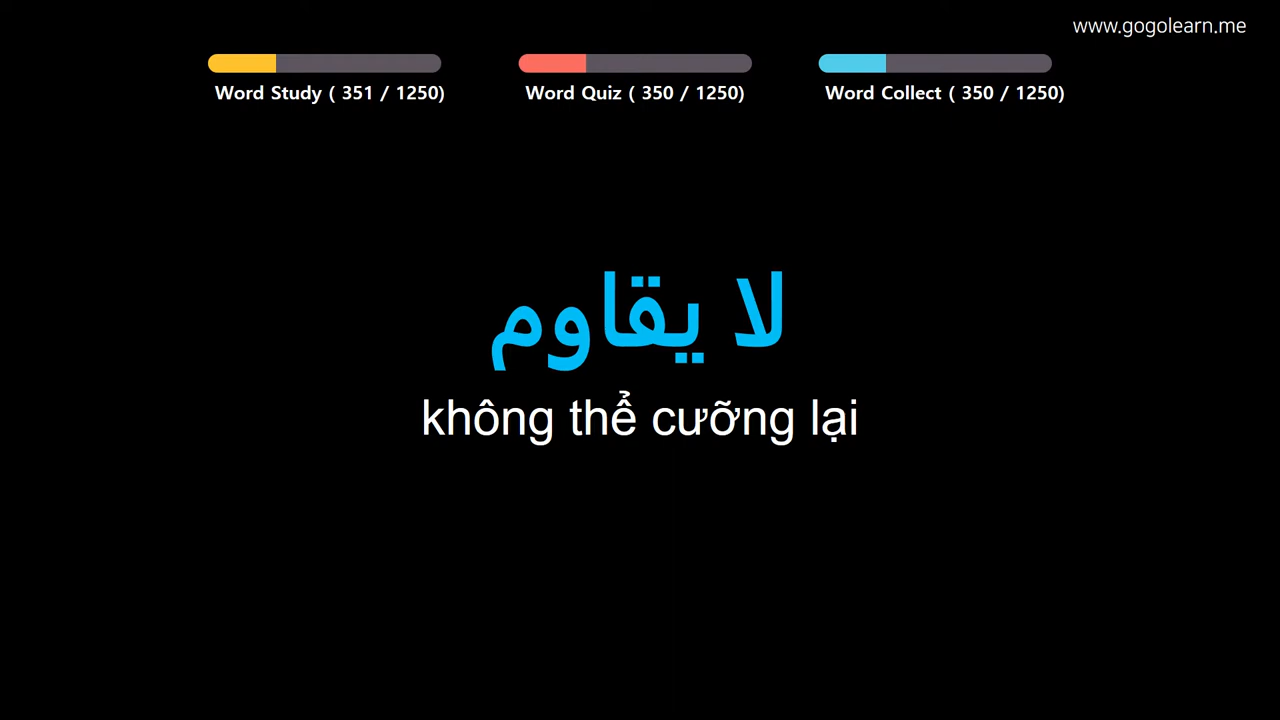 www.gogolearn.me
Word Study ( 351 / 1250)
Word Quiz ( 350 / 1250)
Word Collect ( 350 / 1250)
لا يقاوم
không thể cưỡng lại